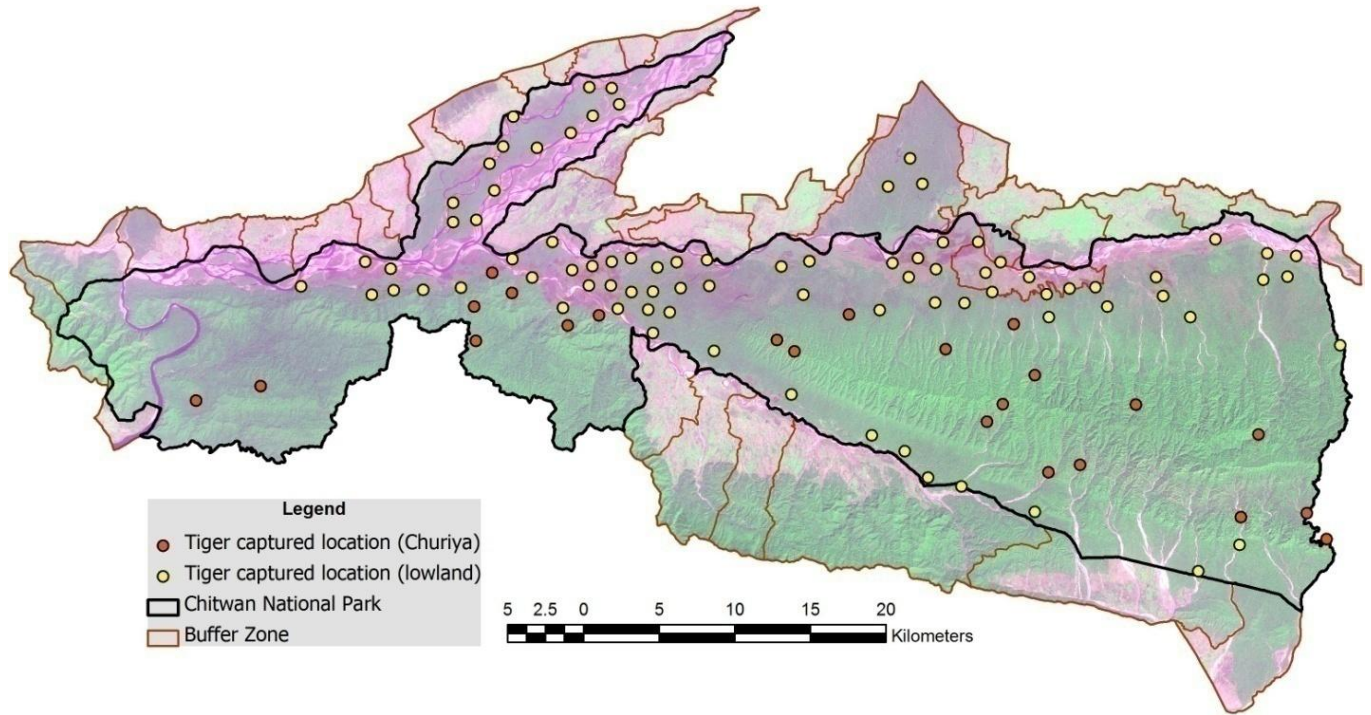 Legend
Tiger captured location (Churiya)
Tiger captured location (lowland)
Chitwan National Park
Buffer Zone
5 2.5 0 5 10 15 20
Kilometers